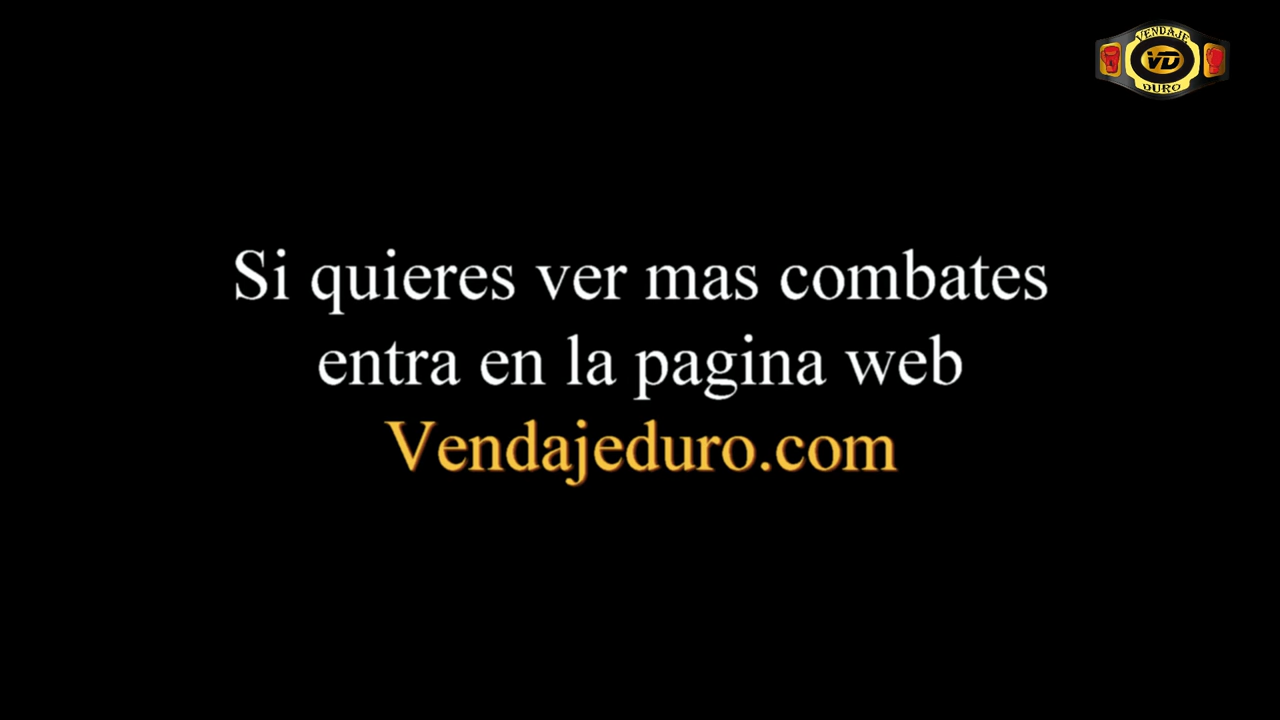 VENDAJE
VD
DURO
Si quieres ver mas combates
entra en la pagina web
Vendajeduro.com